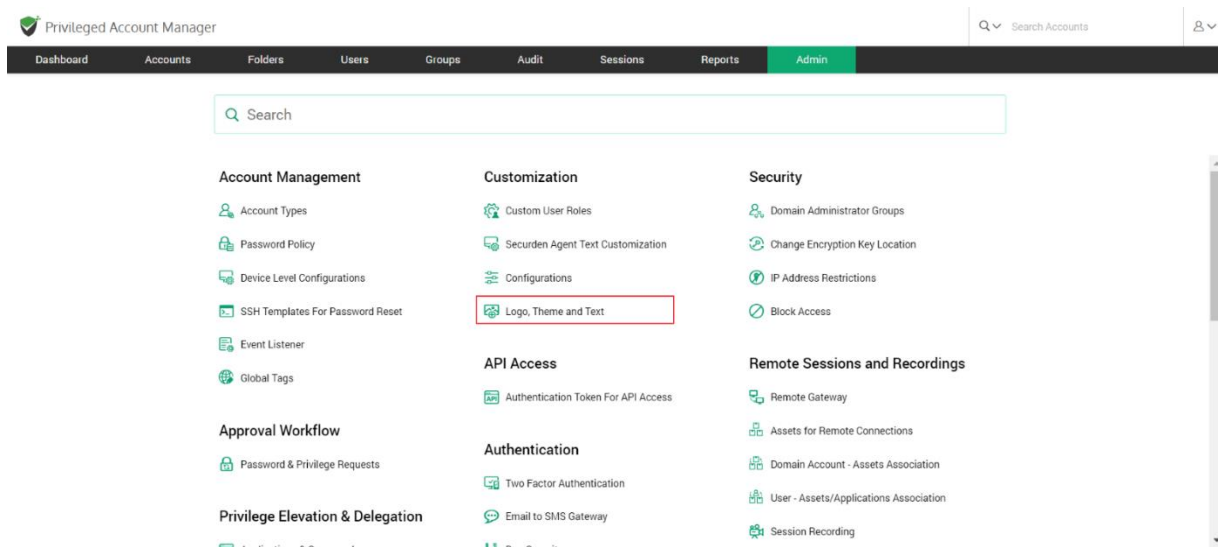 Privileged Account Manager
Search Accounts
Dashboard Accounts Folders Users Groups Audit Sessions Reports Admin
Search
Account Management
Account Types
Password Policy
Device Level Configurations
SSH Templates For Password Reset
Event Listener
Global Tags
Approval Workflow
Password & Privilege Requests
Privilege Elevation & Delegation
Customization
Custom User Roles
Securden Agent Text Customization
Configurations
Logo, Theme and Text
API Access
API
Authentication Token For API Access
Authentication
Two Factor Authentication
Email to SMS Gateway
Security
Domain Administrator Groups
Change Encryption Key Location
IP Address Restrictions
Block Access
Remote Sessions and Recordings
Remote Gateway
Assets for Remote Connections
Domain Account - Assets Association
User - Assets/Applications Association
Session Recording